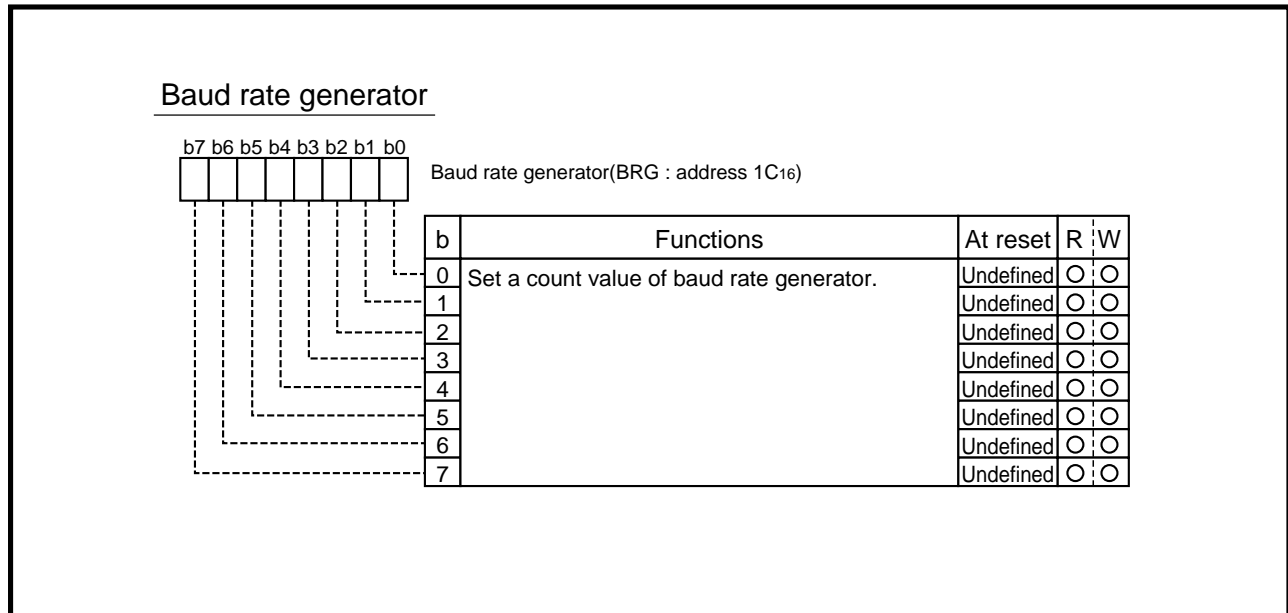 Baud rate generator
b7 b6 b5 b4 b3 b2 b1 b0
Baud rate generator(BRG : address 1C16)
b Functions At reset R W
0 Set a count value of baud rate generator. Undefined O O
1 Undefined O O
2 Undefined O O
3 Undefined O O
4 Undefined O O
5 Undefined O O
6 Undefined O O
7 Undefined O O